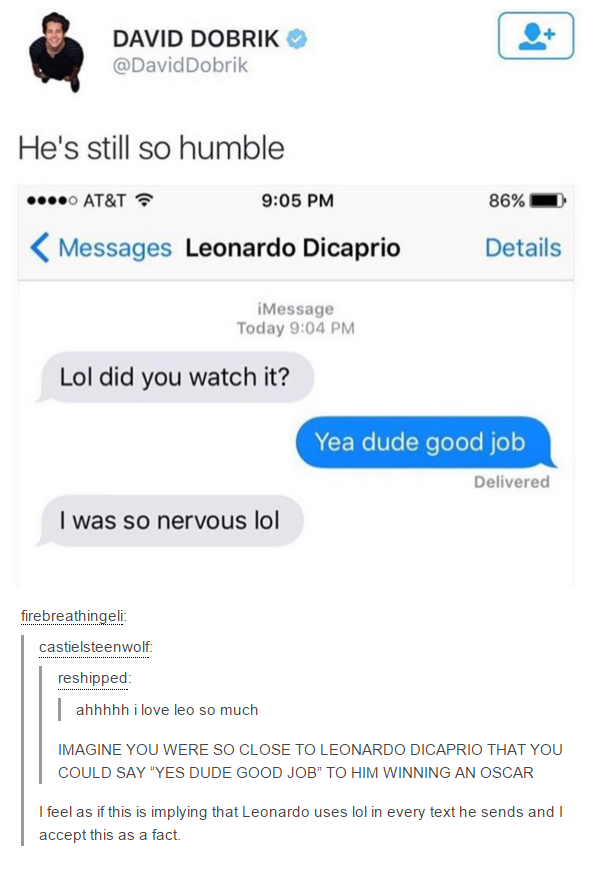 DAVID DOBRIK
@DavidDobrik
He's still so humble
AT&T 9:05 PM 86%
Messages Leonardo Dicaprio Details
iMessage
Today 9:04 PM
Lol did you watch it?
Yea dude good job
Delivered
I was so nervous lol
firebreathingeli:
castielsteenwolf:
reshipped:
ahhhhh i love leo so much
IMAGINE YOU WERE SO CLOSE TO LEONARDO DICAPRIO THAT YOU
COULD SAY “YES DUDE GOOD JOB” TO HIM WINNING AN OSCAR
I feel as if this is implying that Leonardo uses lol in every text he sends and I
accept this as a fact.